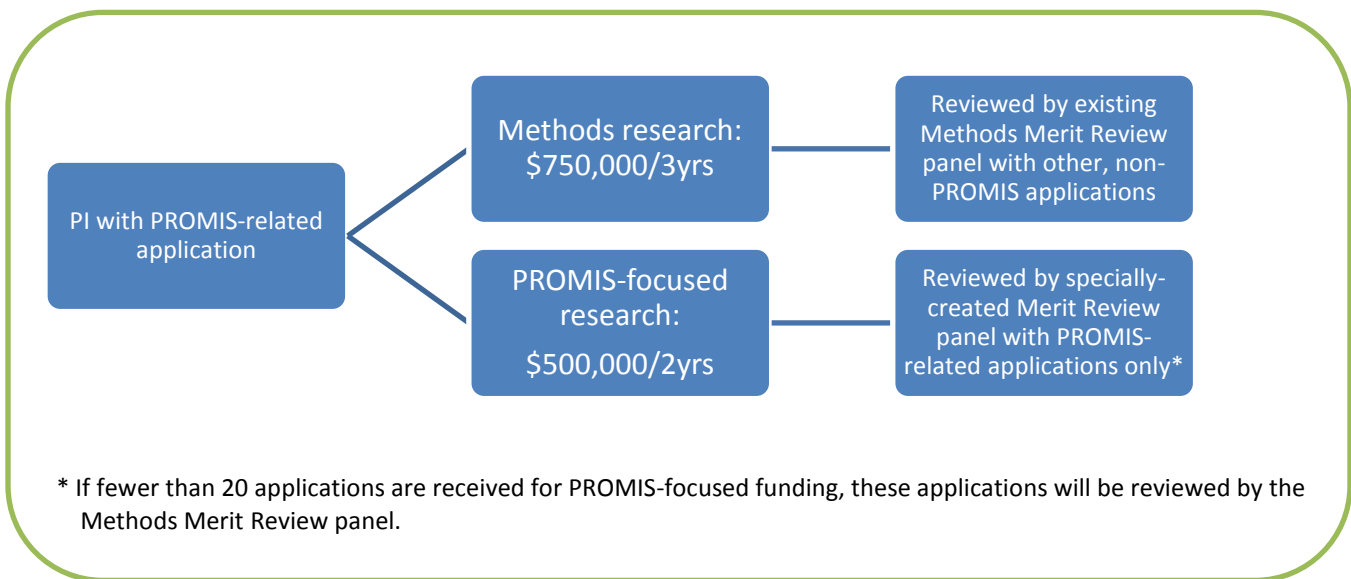 PI with PROMIS-related
application
Methods research:
$750,000/3yrs
Reviewed by existing
Methods Merit Review
panel with other, non-
PROMIS applications
PROMIS-focused
research:
$500,000/2yrs
Reviewed by specially-
created Merit Review
panel with PROMIS-
related applications only*
* If fewer than 20 applications are received for PROMIS-focused funding, these applications will be reviewed by the
Methods Merit Review panel.